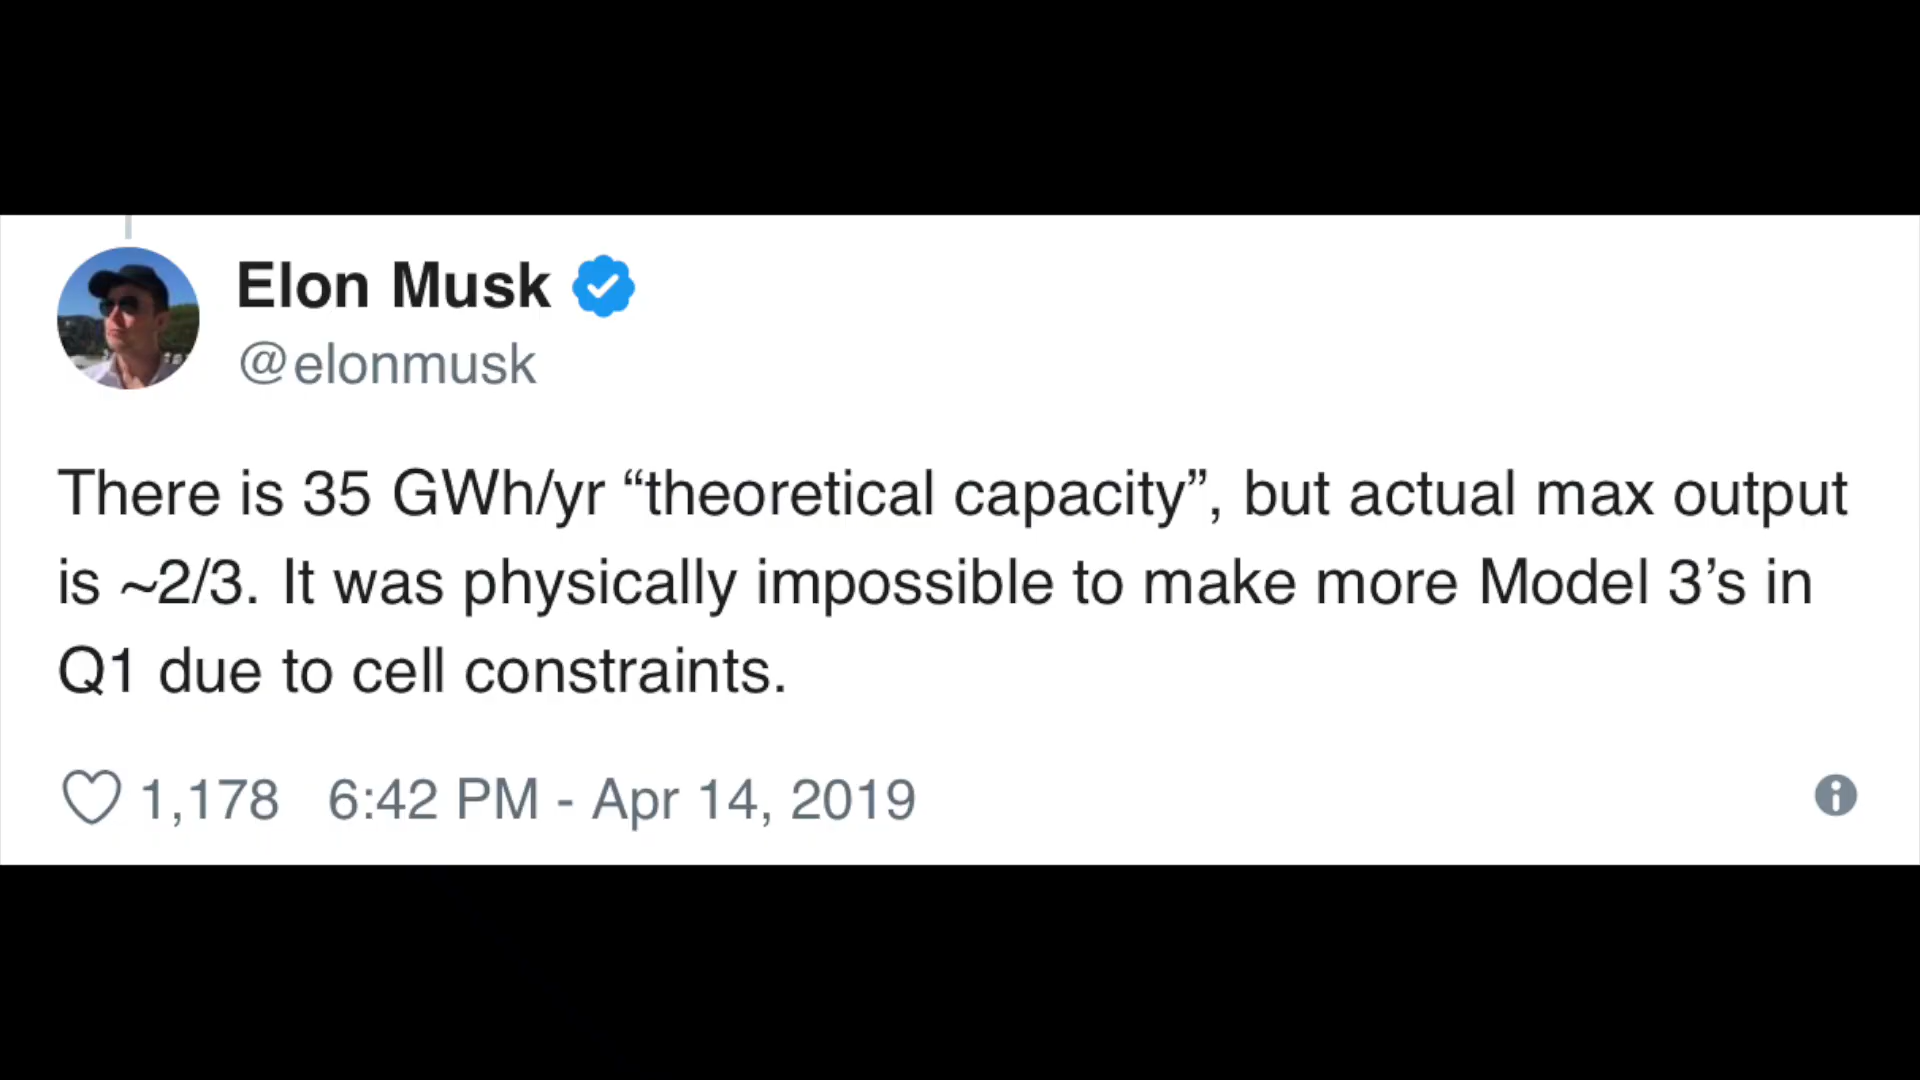 Elon Musk
@elonmusk
There is 35 GWh/yr “theoretical capacity”, but actual max output
is ~2/3. It was physically impossible to make more Model 3’s in
Q1 due to cell constraints.
1,178 6:42 PM - Apr 14, 2019